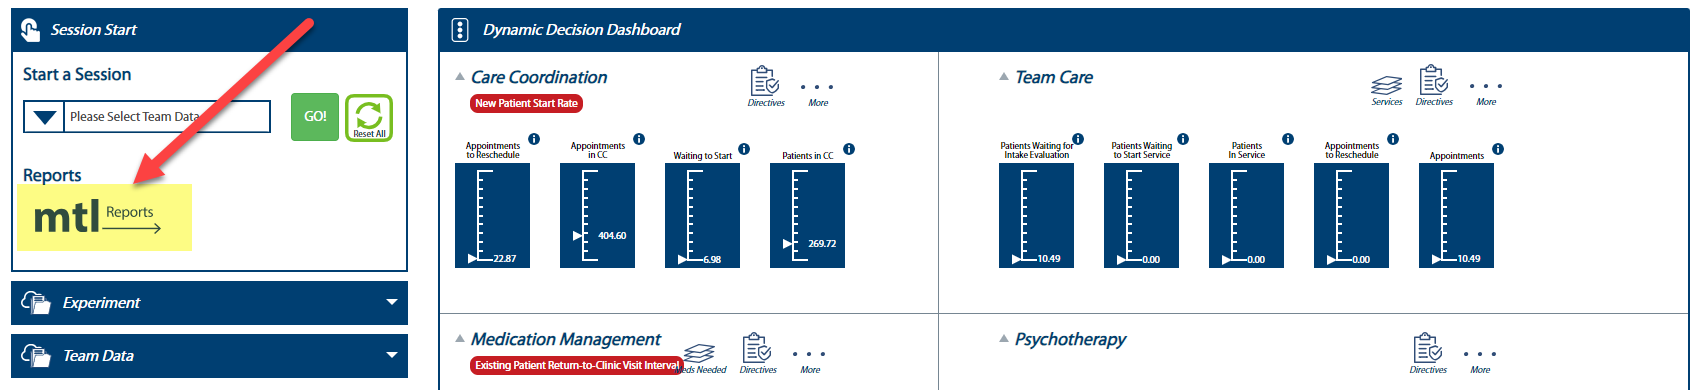 Session Start
Start a Session
Please Select Team Data
GO!
Reset All
Reports
mtl Reports
Experiment
Team Data
Dynamic Decision Dashboard
Care Coordination
New Patient Start Rate
Directives
More
Appointments
to Reschedule
22.87
Appointments
in CC
404.60
Waiting to Start
6.98
Patients in CC
269.72
Team Care
Services
Directives
More
Patients Waiting for
Intake Evaluation
10.49
Patients Waiting
to Start Service
0.00
Patients
In Service
0.00
Appointments
to Reschedule
0.00
Appointments
10.49
Medication Management
Existing Patient Return-to-Clinic Visit Interval
Needed
Directives
More
Psychotherapy
Directives
More